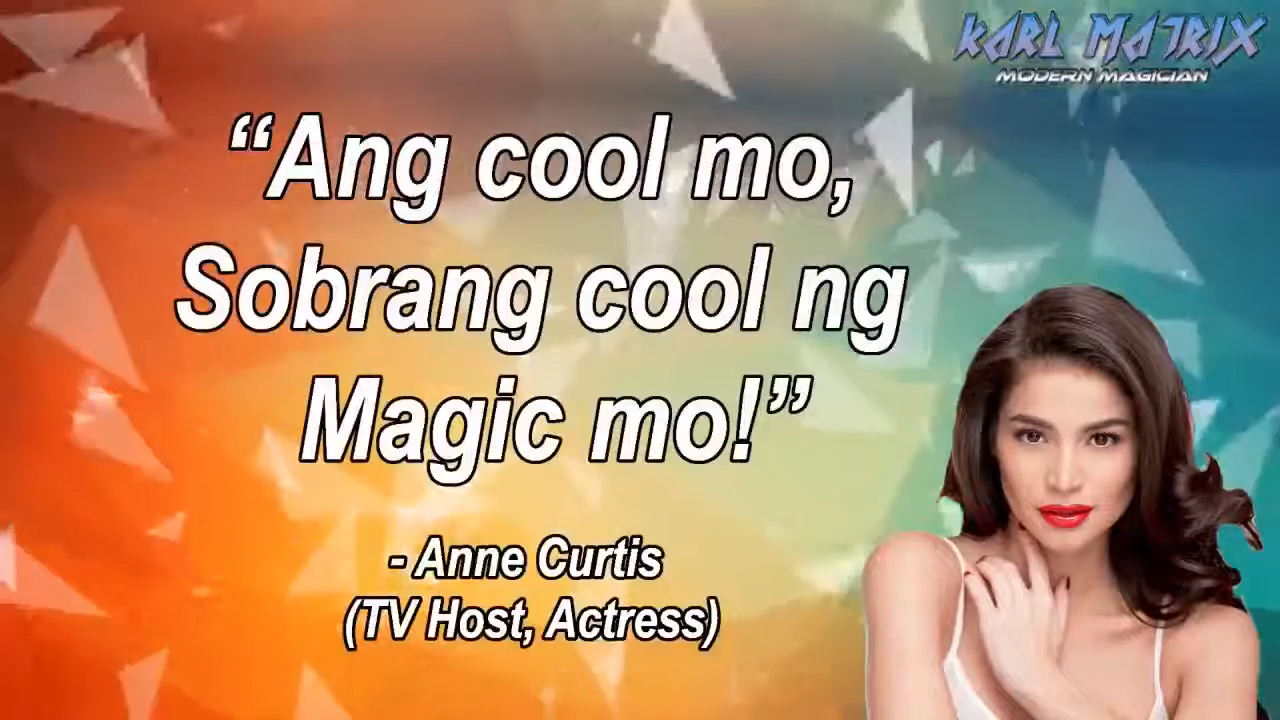 KARL MATRIX
MODERN MAGICIAN
“Ang cool mo,
Sobrang cool ng
Magic mo!”
- Anne Curtis
(TV Host, Actress)